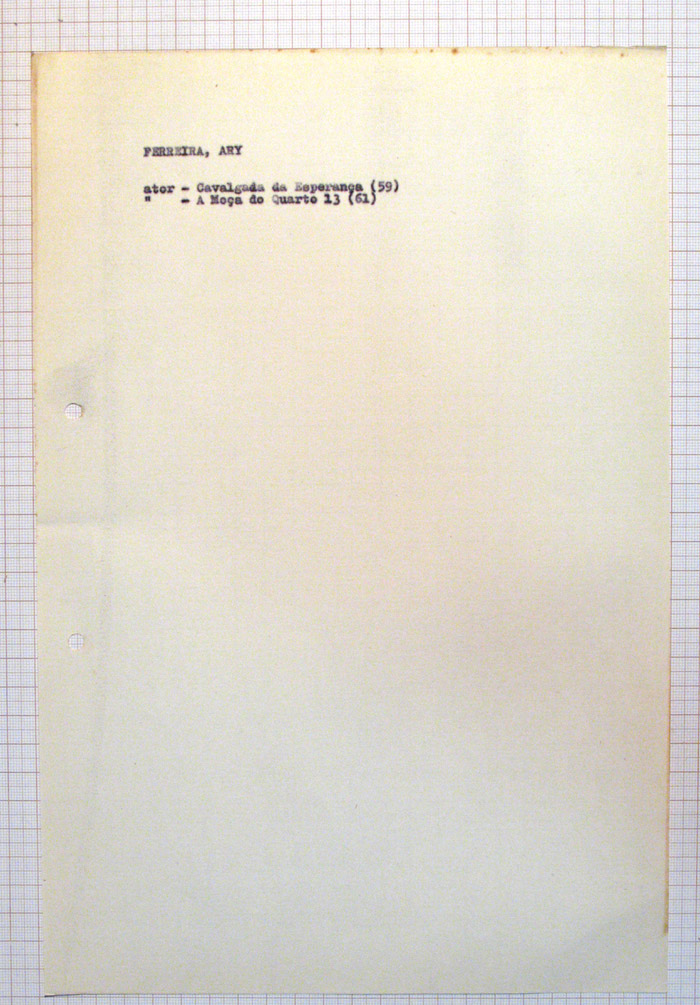 FERREIRA, ARY
ator - Cavalgada da Esperança (59)
" - A Moça do Quarto 13 (61)